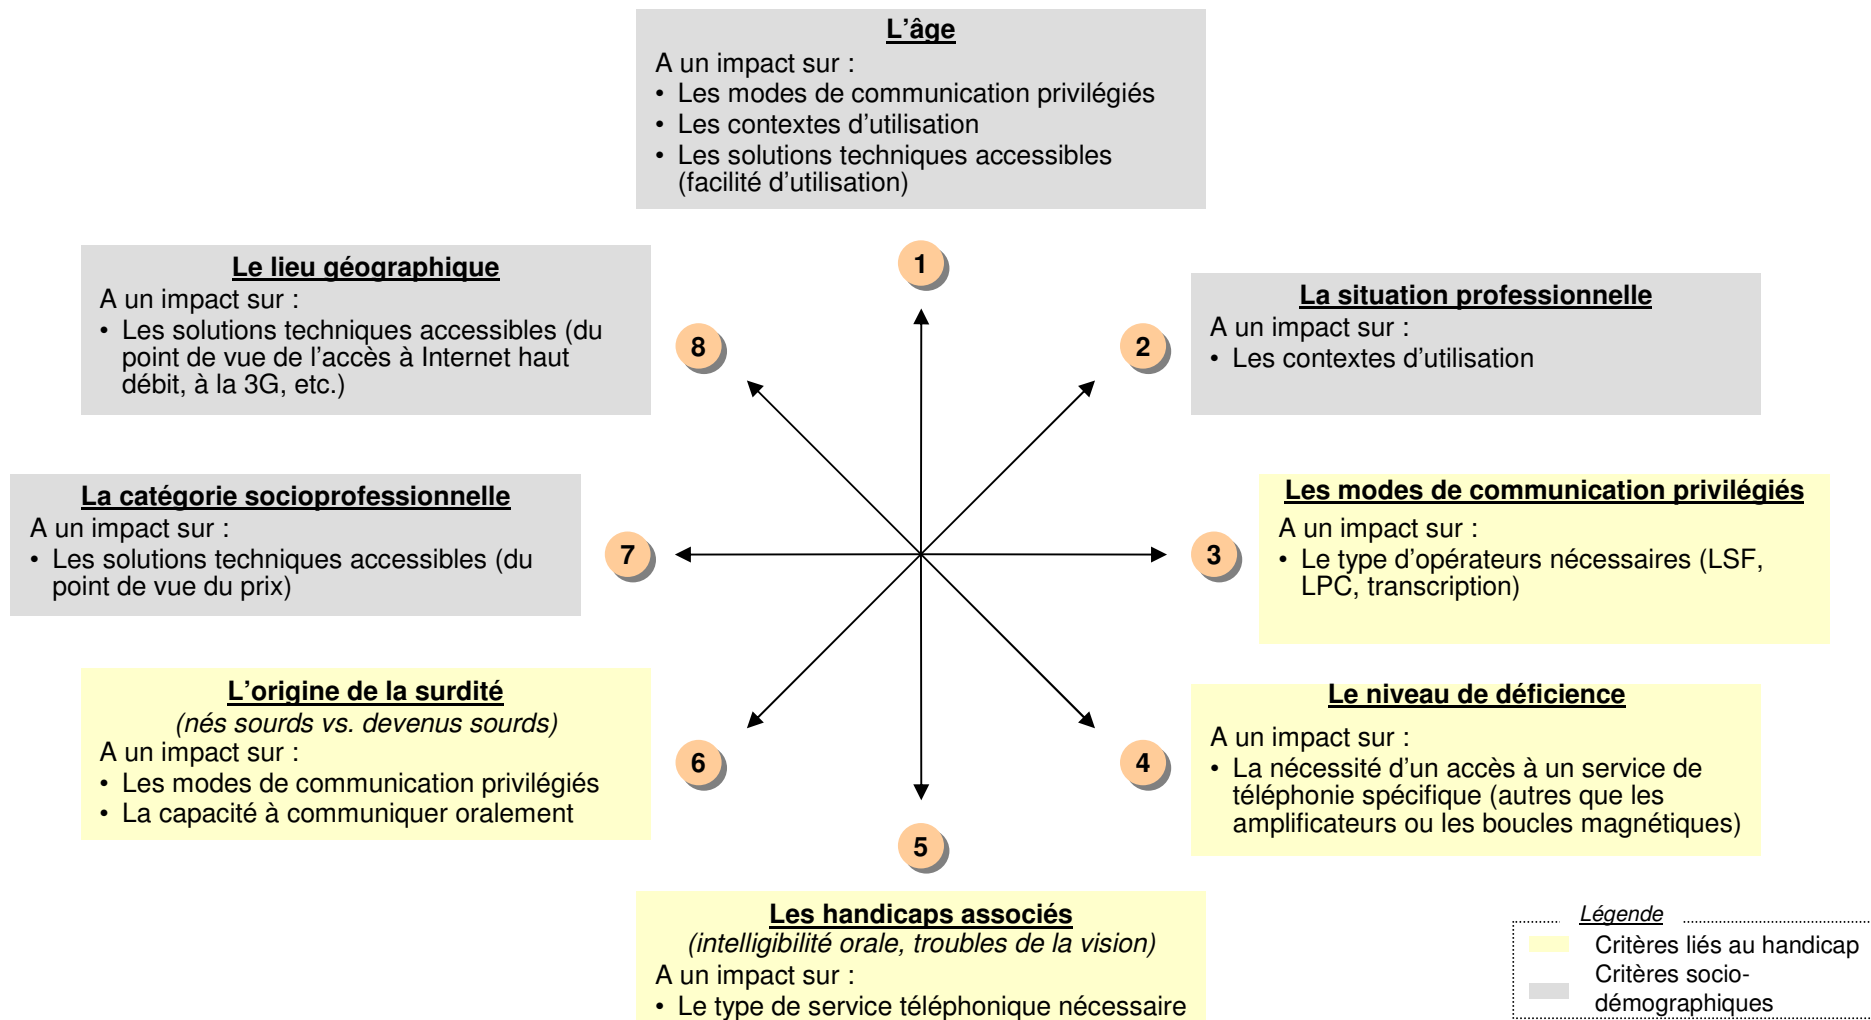 L'âge
A un impact sur :
• Les modes de communication privilégiés
• Les contextes d'utilisation
• Les solutions techniques accessibles
(facilité d'utilisation)
1
Le lieu géographique
A un impact sur :
• Les solutions techniques accessibles (du
point de vue de l'accès à Internet haut
débit, à la 3G, etc.)
8
2
La situation professionnelle
A un impact sur :
• Les contextes d'utilisation
La catégorie socioprofessionnelle
A un impact sur :
• Les solutions techniques accessibles (du
point de vue du prix)
7
3
Les modes de communication privilégiés
A un impact sur :
• Le type d'opérateurs nécessaires (LSF,
LPC, transcription)
L'origine de la surdité
(nés sourds vs. devenus sourds)
A un impact sur :
• Les modes de communication privilégiés
• La capacité à communiquer oralement
6
4
Le niveau de déficience
A un impact sur :
• La nécessité d'un accès à un service de
téléphonie spécifique (autres que les
amplificateurs ou les boucles magnétiques)
5
Les handicaps associés
(intelligibilité orale, troubles de la vision)
A un impact sur :
• Le type de service téléphonique nécessaire
Légende
Critères liés au handicap
Critères socio-
démographiques